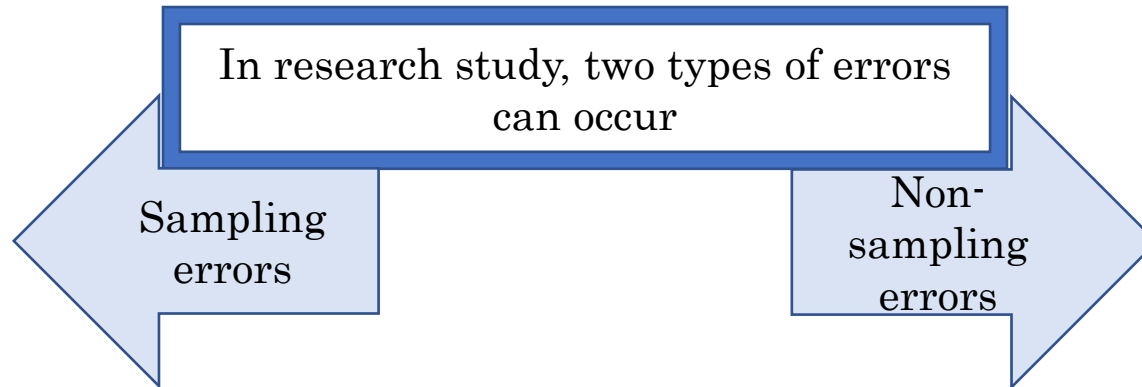 In research study, two types of errors
can occur
Sampling
errors
Non-
sampling
errors